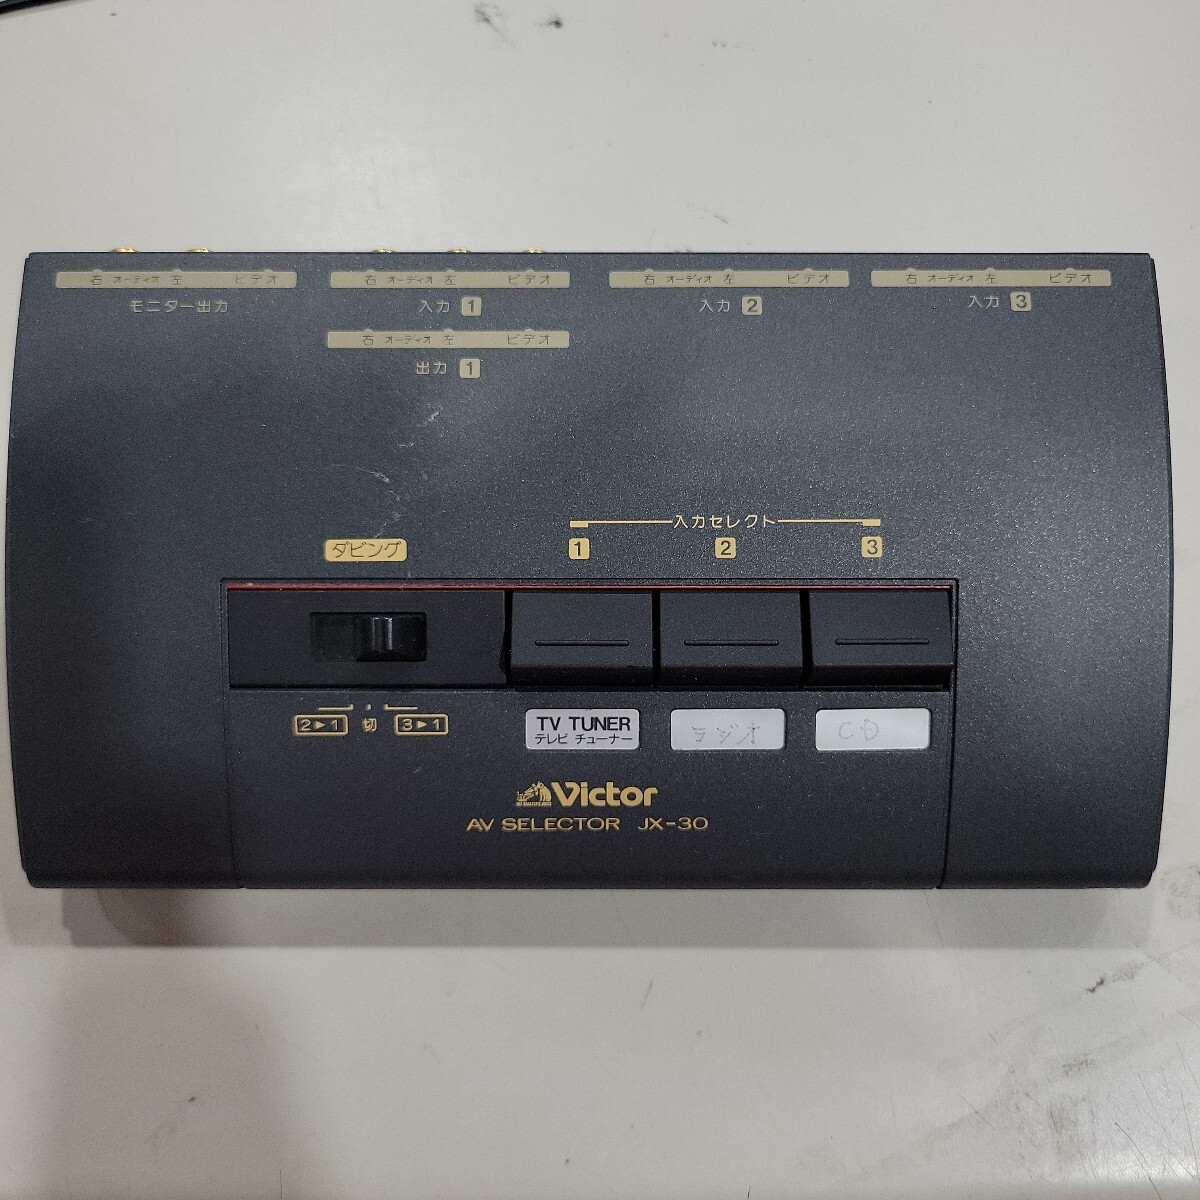 右 オーディオ 左 ビデオ
モニター出力
右 オーディオ 左 ビデオ
入力 1
右 オーディオ 左 ビデオ
出力 1
右 オーディオ 左 ビデオ
入力 2
右 オーディオ 左 ビデオ
入力 3
入力セレクト
ダビング
1 2 3
2▶1 切 3▶1
TV TUNER
テレビ チューナー
ラジオ
CD
Victor
AV SELECTOR JX-30